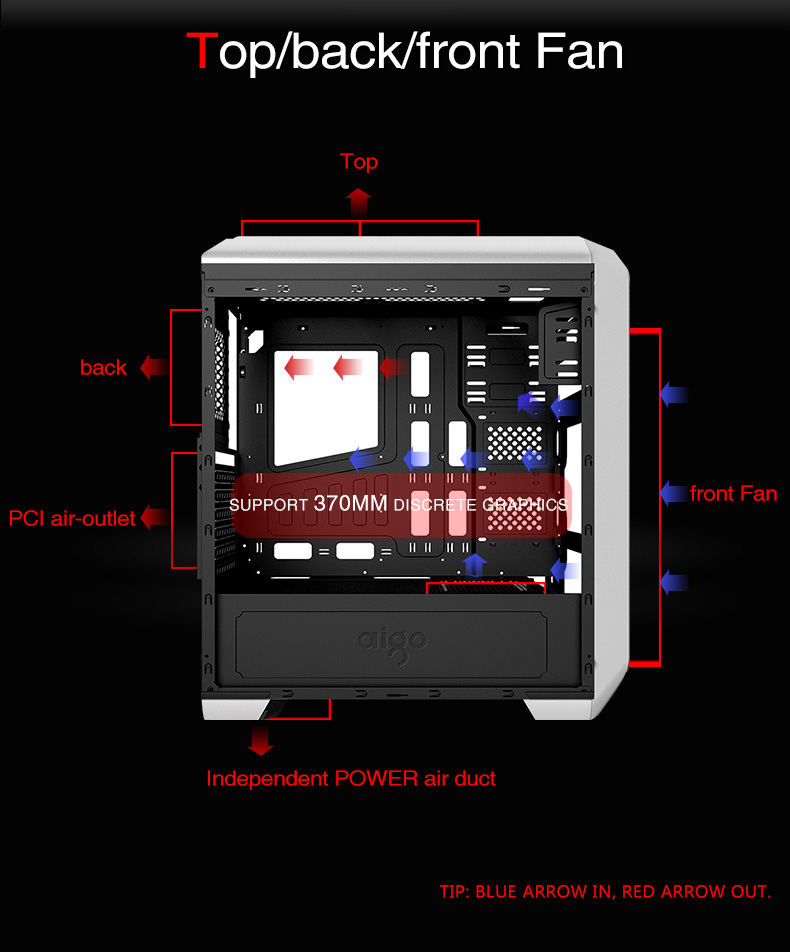 Top/back/front Fan
Top
back
front Fan
SUPPORT 370MM DISCRETE GRAPHICS
PCI air-outlet
aigo
Independent POWER air duct
TIP: BLUE ARROW IN, RED ARROW OUT.